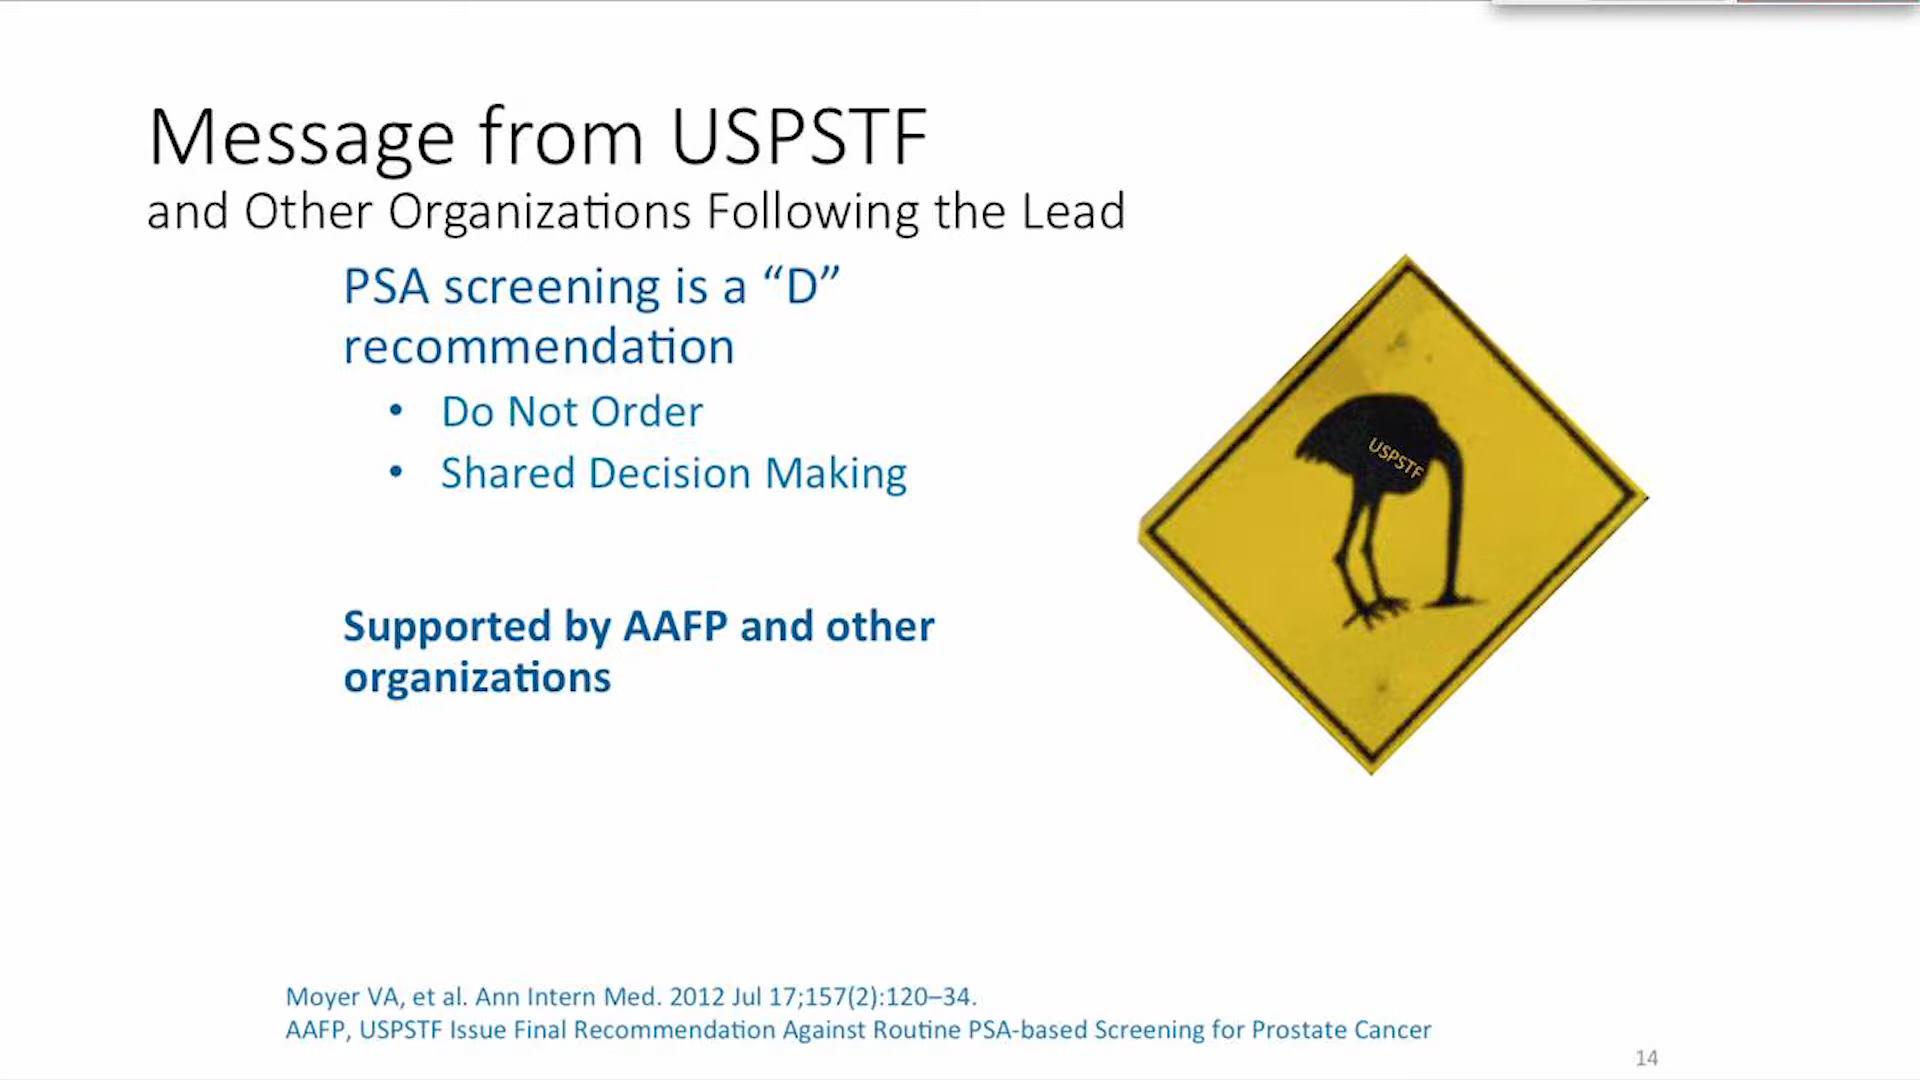 Message from USPSTF
and Other Organizations Following the Lead
PSA screening is a “D”
recommendation
• Do Not Order
• Shared Decision Making
USPSTF
Supported by AAFP and other
organizations
Moyer VA, et al. Ann Intern Med. 2012 Jul 17;157(2):120–34.
AAFP, USPSTF Issue Final Recommendation Against Routine PSA-based Screening for Prostate Cancer
14